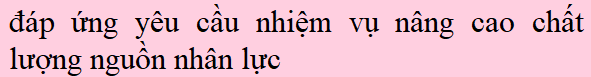 đáp ứng yêu cầu nhiệm vụ nâng cao chất
lượng nguồn nhân lực